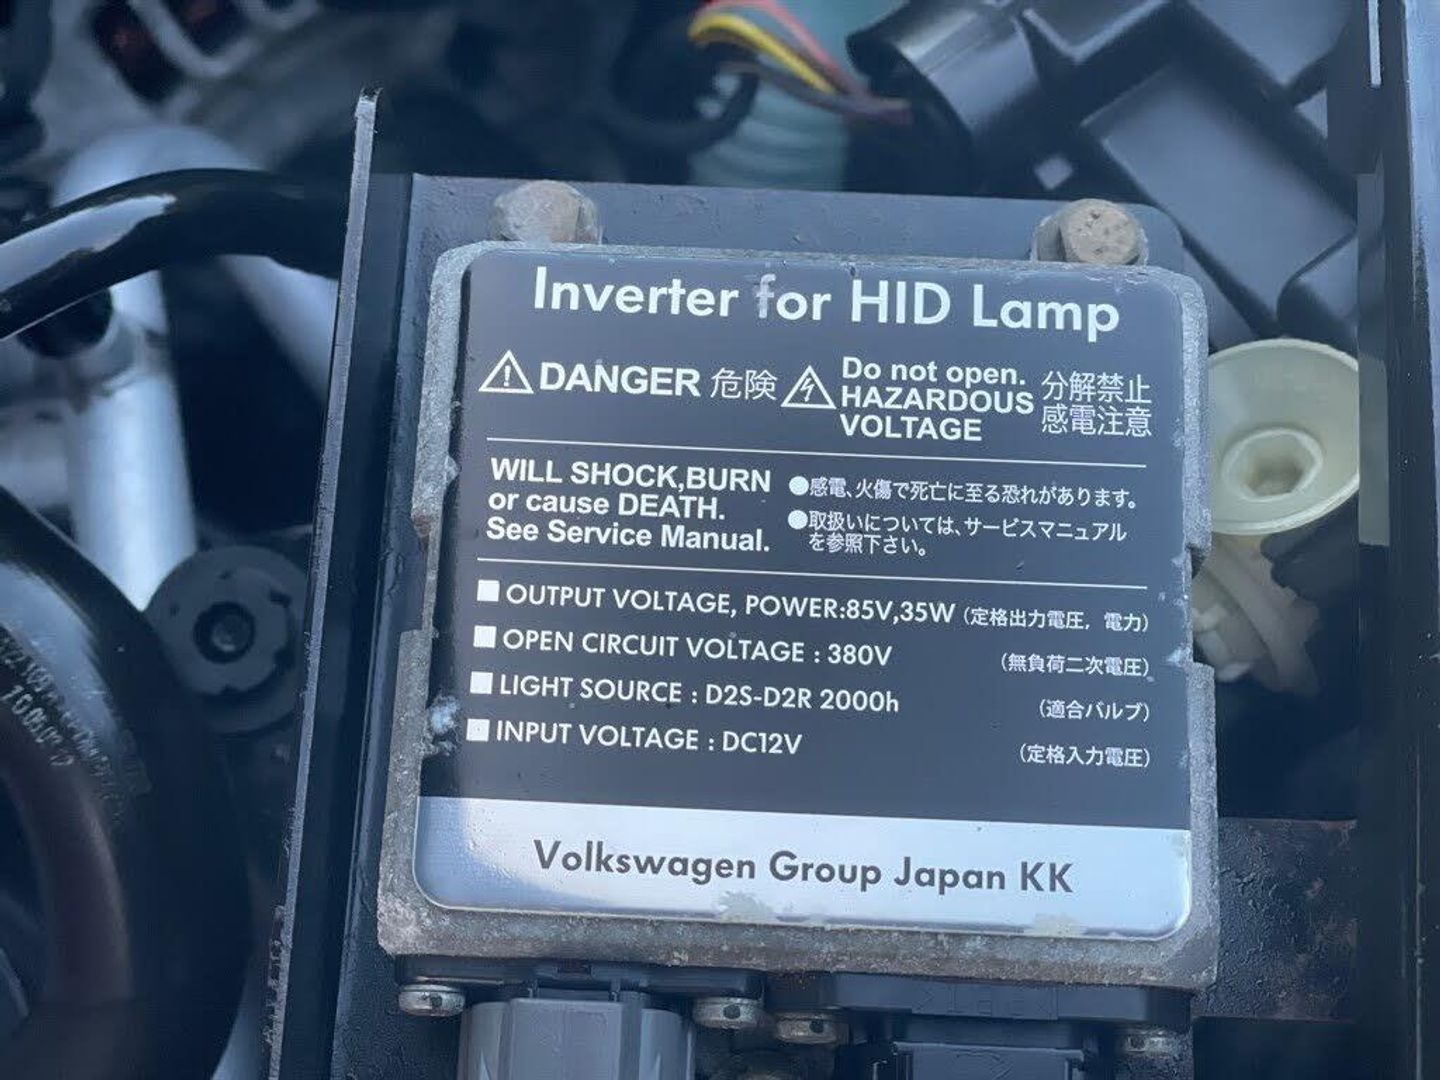 Inverter for HID Lamp
DANGER 危険
Do not open.
HAZARDOUS
VOLTAGE
分解禁止
感電注意
WILL SHOCK,BURN
or cause DEATH.
See Service Manual.
●感電、火傷で死亡に至る恐れがあります。
●取扱いについては、サービスマニュアル
を参照下さい。
■ OUTPUT VOLTAGE, POWER:85V,35W (定格出力電圧, 電力)
■ OPEN CIRCUIT VOLTAGE : 380V (無負荷二次電圧)
■ LIGHT SOURCE : D2S-D2R 2000h (適合バルブ)
■ INPUT VOLTAGE : DC12V (定格入力電圧)
Volkswagen Group Japan KK